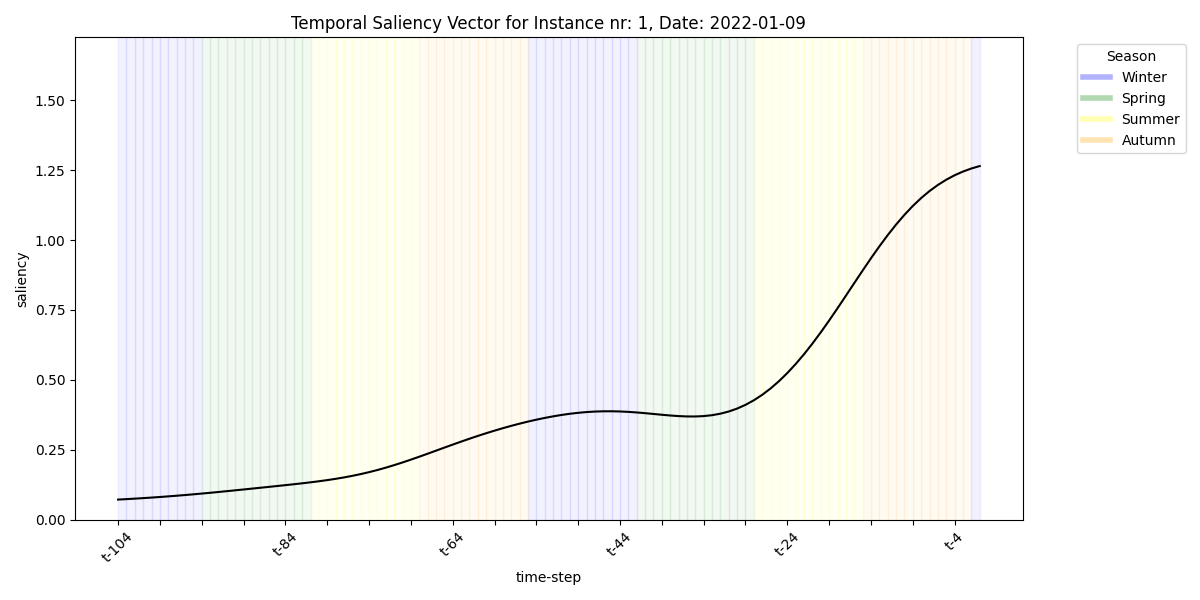 Temporal Saliency Vector for Instance nr: 1, Date: 2022-01-09
Season
Winter
Spring
Summer
Autumn
1.50
1.25
1.00
0.75
0.50
0.25
0.00
saliency
t-104
t-84
t-64
t-44
t-24
t-4
time-step